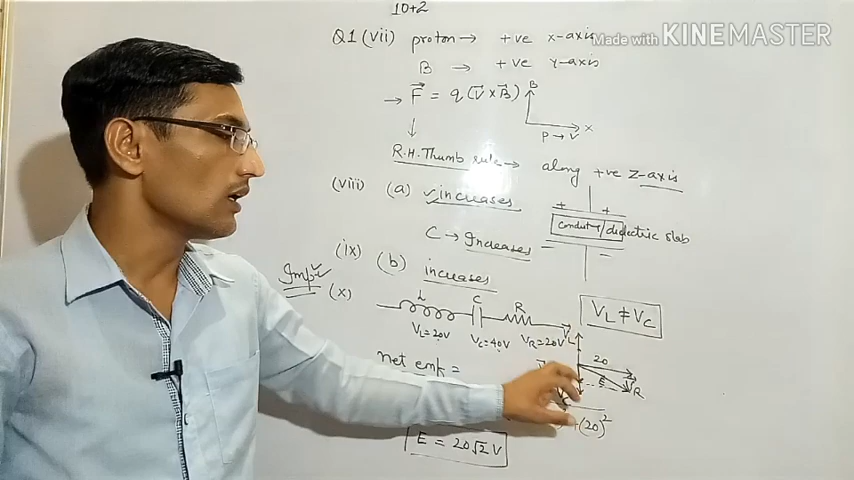 10+2
Q1 (vii) proton → +ve x-axis
Made with KINEMASTER
B → +ve Y-axis
→ F = q (V × B)
B
P → V X
R.H. Thumb rule → along +ve Z-axis
(viii) (a) ✓increases
+ +
conductor/dielectric slab
C → Increases
(ix) (b) increases
Imp✓
(x)
L C R
VL=20V VC=40V VR=20V
VL ≠ VC
20
E
R
net emf =
+(20)²
E = 20√2 V